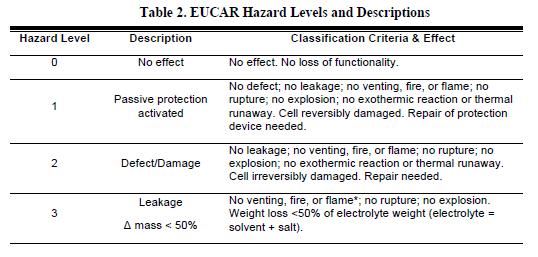 Table 2. EUCAR Hazard Levels and Descriptions
Hazard Level Description Classification Criteria & Effect
0 No effect No effect. No loss of functionality.
1 Passive protection activated No defect; no leakage; no venting, fire, or flame; no
rupture; no explosion; no exothermic reaction or thermal
runaway. Cell reversibly damaged. Repair of protection
device needed.
2 Defect/Damage No leakage; no venting, fire, or flame; no rupture; no
explosion; no exothermic reaction or thermal runaway.
Cell irreversibly damaged. Repair needed.
3 Leakage
Δ mass < 50%
No venting, fire, or flame*; no rupture; no explosion.
Weight loss <50% of electrolyte weight (electrolyte =
solvent + salt).